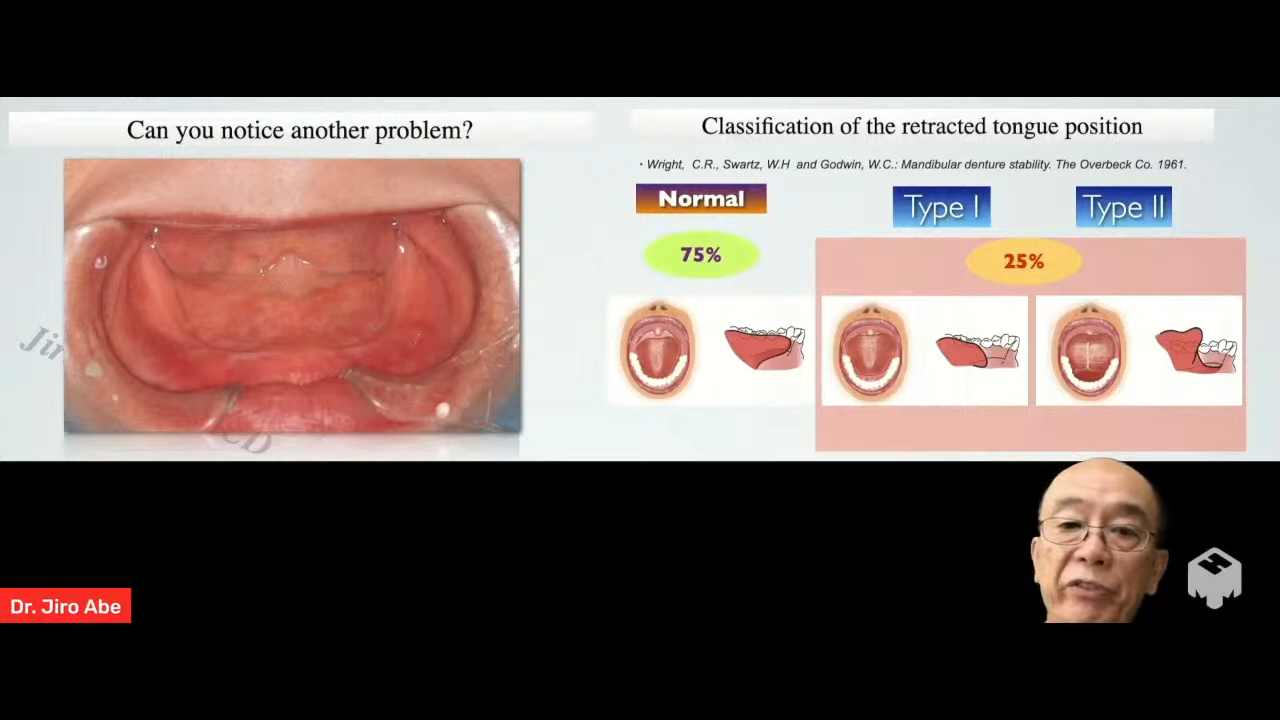 Can you notice another problem?
Classification of the retracted tongue position
· Wright, C.R., Swartz, W.H and Godwin, W.C.: Mandibular denture stability. The Overbeck Co. 1961.
Normal
Type I
Type II
75%
25%
Dr. Jiro Abe